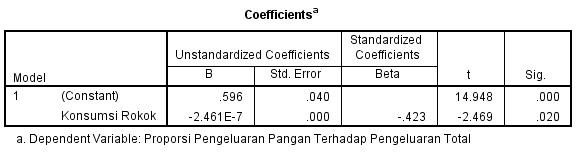 Coefficientsᵃ
Unstandardized Coefficients Standardized Coefficients
Model B Std. Error Beta t Sig.
1 (Constant) .596 .040 14.948 .000
Konsumsi Rokok -2.461E-7 .000 -.423 -2.469 .020
a. Dependent Variable: Proporsi Pengeluaran Pangan Terhadap Pengeluaran Total